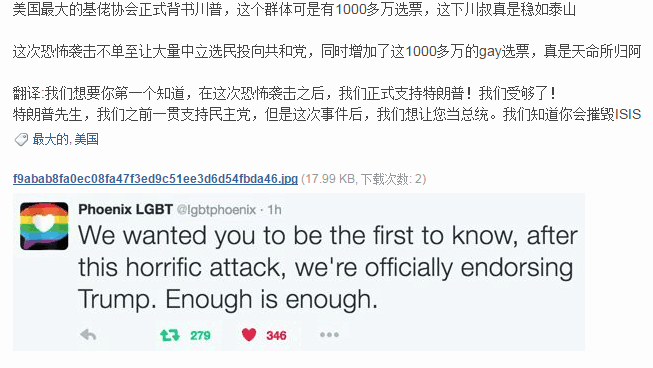 美国最大的基佬协会正式背书川普，这个群体可是有1000多万选票，这下川叔真是稳如泰山
这次恐怖袭击不单至让大量中立选民投向共和党，同时增加了这1000多万的gay选票，真是天命所归阿
翻译:我们想要你第一个知道，在这次恐怖袭击之后，我们正式支持特朗普！我们受够了！
特朗普先生，我们之前一贯支持民主党，但是这次事件后，我们想让您当总统。我们知道你会摧毁ISIS
最大的, 美国
f9abab8fa0ec08fa47f3ed9c51ee3d6d54fbda46.jpg (17.99 KB, 下载次数: 2)
Phoenix LGBT @lgbtphoenix · 1h
We wanted you to be the first to know, after
this horrific attack, we're officially endorsing
Trump. Enough is enough.
279 346